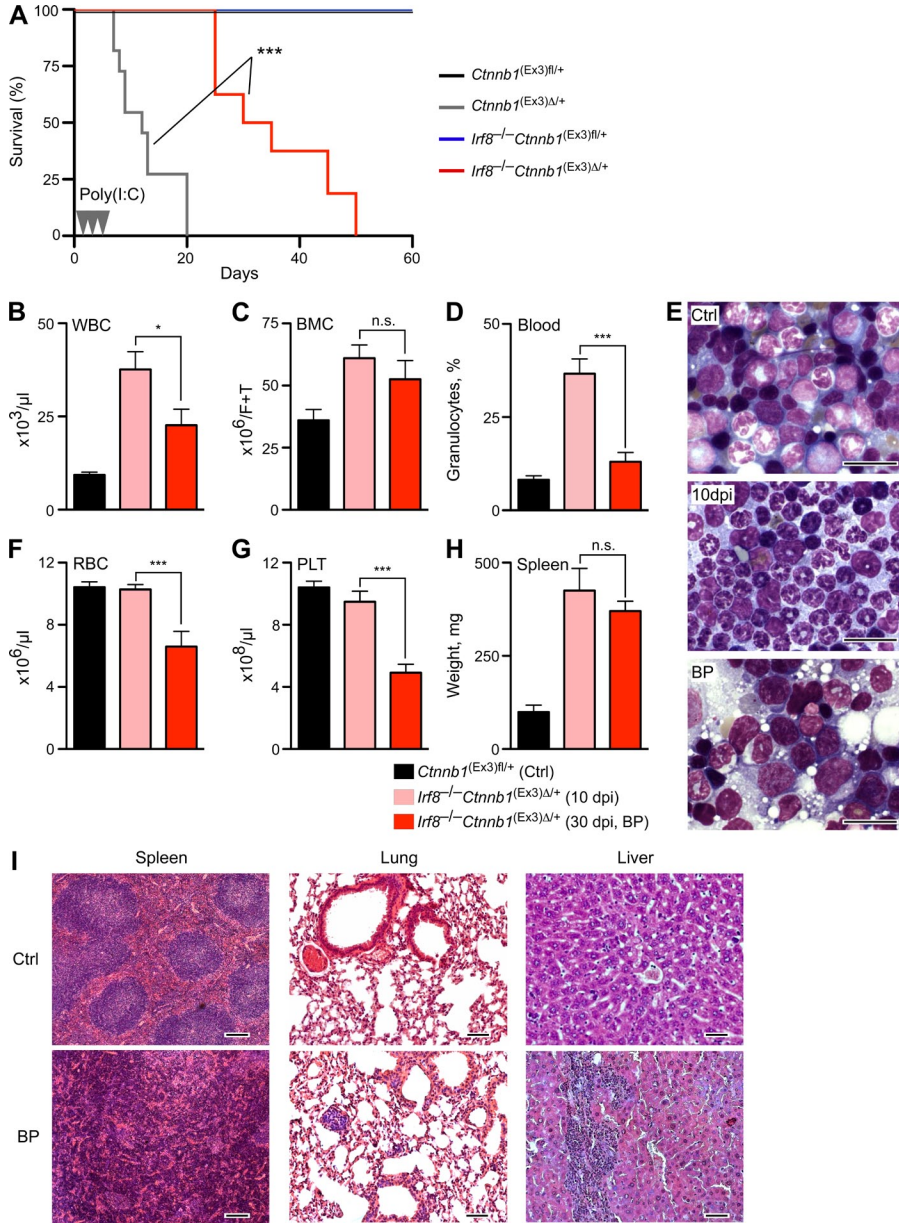 A
100
75
50
25
0
Survival (%)
Poly(I:C)
***
0 20 40 60
Days
Ctnnb1(Ex3)fl/+
Ctnnb1(Ex3)Δ/+
Irf8–/–Ctnnb1(Ex3)fl/+
Irf8–/–Ctnnb1(Ex3)Δ/+
B
WBC
50
25
0
x10³/µl
*
C
BMC
75
50
25
0
x10⁶/F+T
n.s.
D
Blood
50
25
0
Granulocytes, %
***
E
Ctrl
10dpi
BP
F
RBC
12
8
4
0
x10⁶/µl
***
G
PLT
12
8
4
0
x10⁸/µl
***
H
Spleen
500
250
0
Weight, mg
n.s.
Ctnnb1(Ex3)fl/+ (Ctrl)
Irf8–/–Ctnnb1(Ex3)Δ/+ (10 dpi)
Irf8–/–Ctnnb1(Ex3)Δ/+ (30 dpi, BP)
I
Spleen Lung Liver
Ctrl
BP